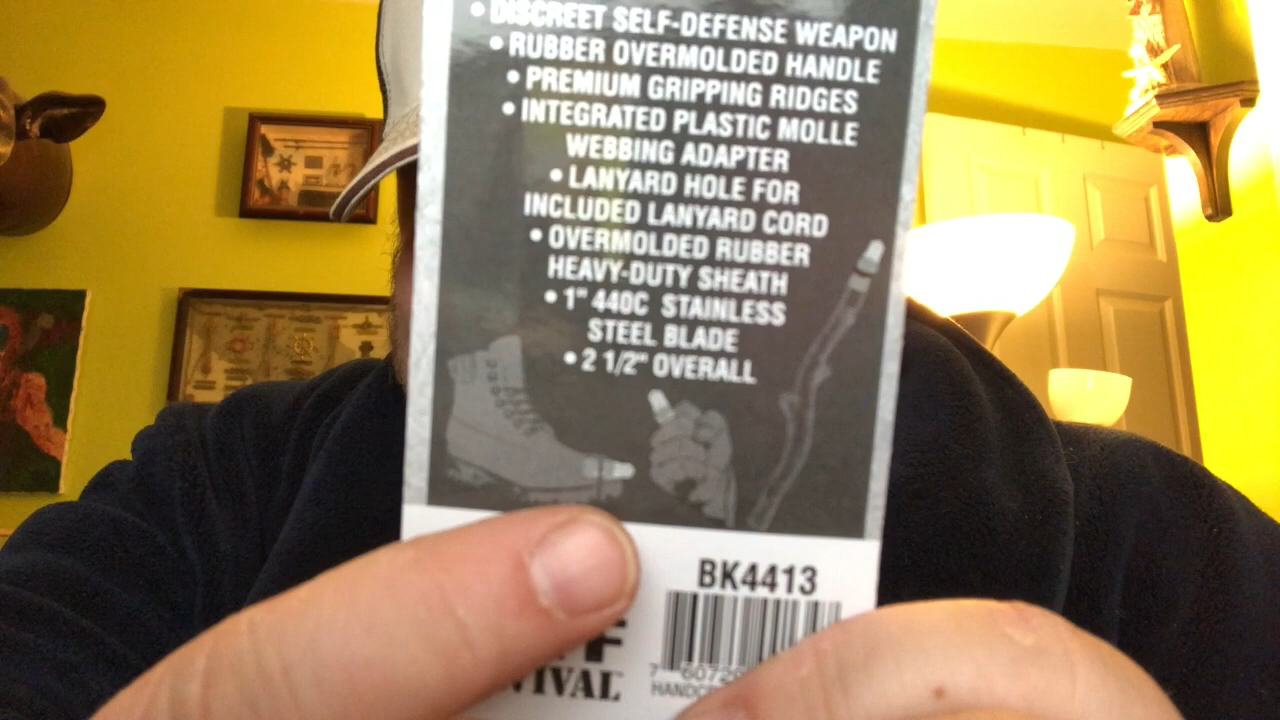 • DISCREET SELF-DEFENSE WEAPON
• RUBBER OVERMOLDED HANDLE
• PREMIUM GRIPPING RIDGES
• INTEGRATED PLASTIC MOLLE
WEBBING ADAPTER
• LANYARD HOLE FOR
INCLUDED LANYARD CORD
• OVERMOLDED RUBBER
HEAVY-DUTY SHEATH
• 1" 440C STAINLESS
STEEL BLADE
• 2 1/2" OVERALL
BK4413